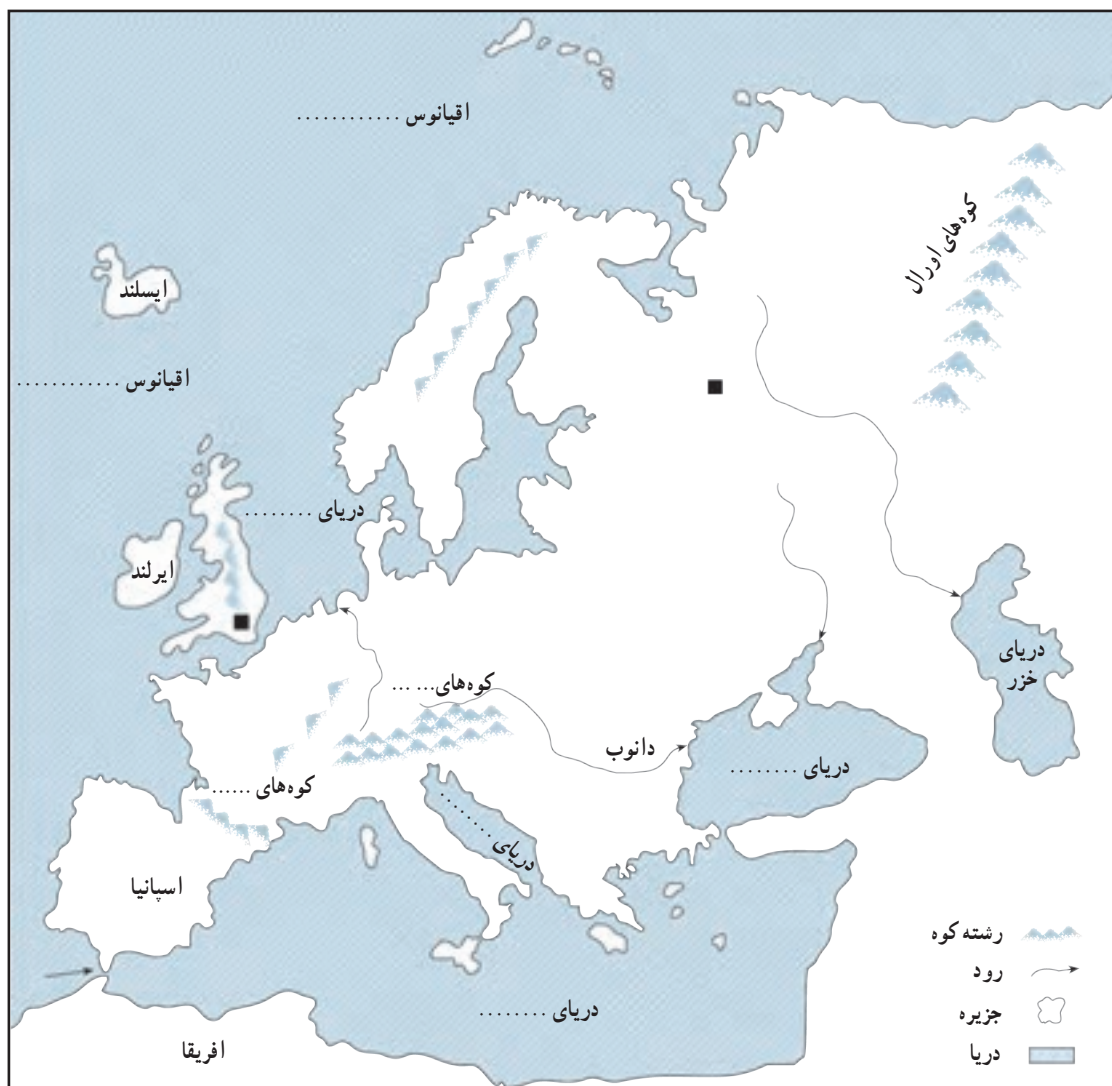 اقیانوس ............
کوه‌های اورال
ایسلند
اقیانوس ............
دریای ........
ایرلند
دریای
خزر
کوه‌های... ...
دانوب
دریای ........
کوه‌های ......
دریای ........
اسپانیا
رشته کوه
رود
دریای ........
جزیره
افریقا
دریا